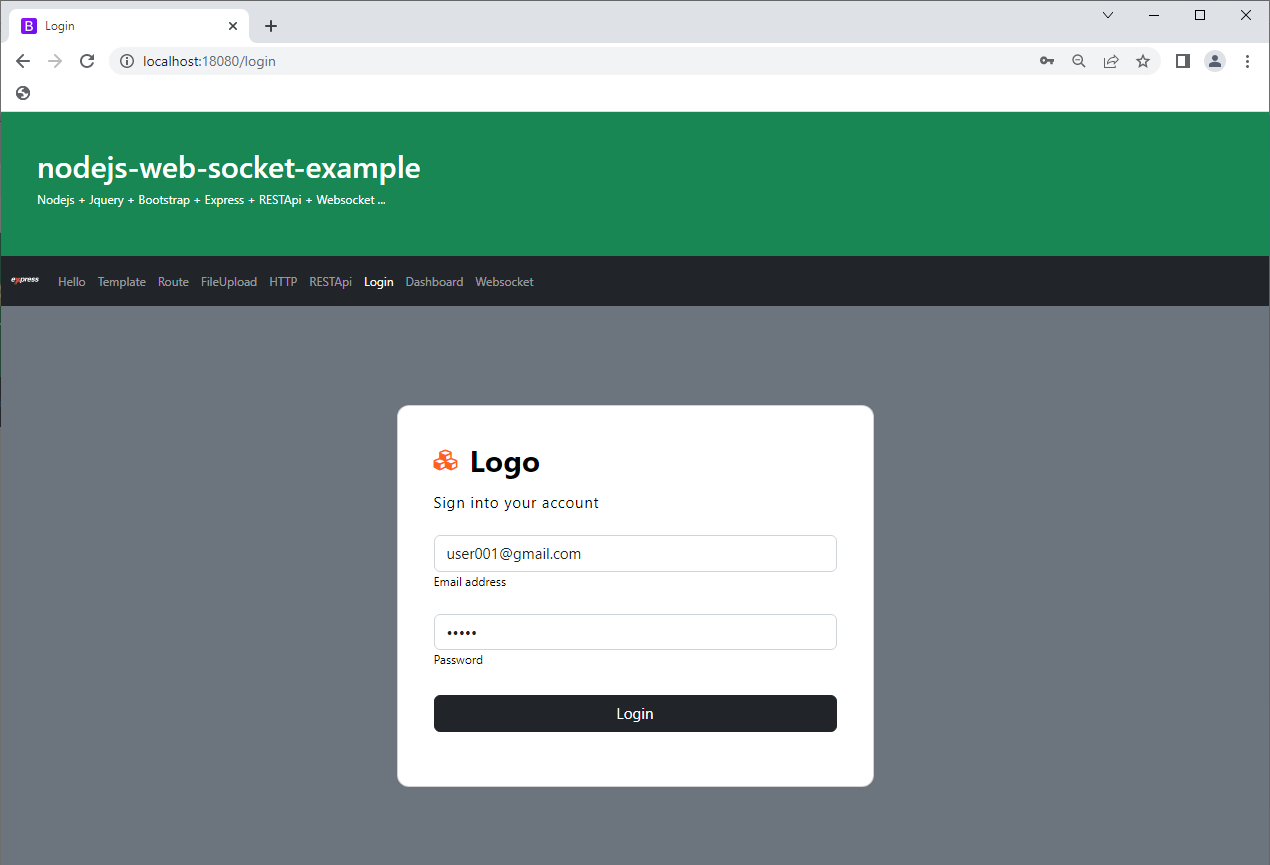 B Login
localhost:18080/login
nodejs-web-socket-example
Nodejs + Jquery + Bootstrap + Express + RESTApi + Websocket ...
express Hello Template Route FileUpload HTTP RESTApi Login Dashboard Websocket
Logo
Sign into your account
user001@gmail.com
Email address
•••••
Password
Login